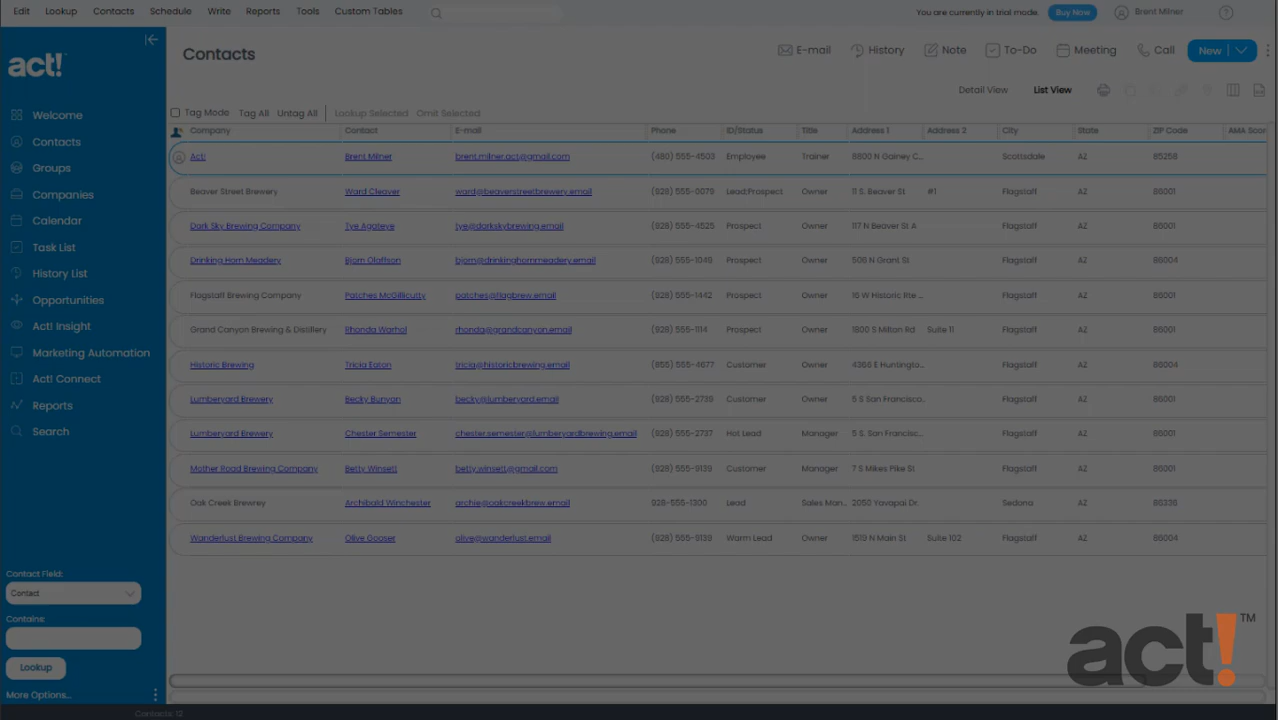 Edit Lookup Contacts Schedule Write Reports Tools Custom Tables You are currently in trial mode. Buy Now Brent Milner ?
act! Contacts E-mail History Note To-Do Meeting Call New
Detail View List View
Tag Mode Tag All Untag All Lookup Selected Omit Selected
Company Contact E-mail Phone ID/Status Title Address 1 Address 2 City State ZIP Code AMA Scor
Act! Brent Milner brent.milner.act@gmail.com (480) 555-4503 Employee Trainer 8800 N Gainey C... Scottsdale AZ 85258
Beaver Street Brewery Ward Cleaver ward@beaverstreetbrewery.email (928) 555-0079 Lead;Prospect Owner 11 S. Beaver St #1 Flagstaff AZ 86001
Dark Sky Brewing Company Tye Agateye tye@darkskybrewing.email (928) 555-4525 Prospect Owner 117 N Beaver St A Flagstaff AZ 86001
Drinking Horn Meadery Bjorn Olaffson bjorn@drinkinghornmeadery.email (928) 555-1048 Prospect Owner 506 N Grant St Flagstaff AZ 86004
Flagstaff Brewing Company Patches McGillicutty patches@flagbrew.email (928) 555-1442 Prospect Owner 16 W Historic Rte ... Flagstaff AZ 86001
Grand Canyon Brewing & Distillery Rhonda Warhol rhonda@grandcanyon.email (928) 555-1114 Prospect Owner 1800 S Milton Rd Suite 11 Flagstaff AZ 86001
Historic Brewing Tricia Eaton tricia@historicbrewing.email (855) 555-4677 Customer Owner 4366 E Huntingto... Flagstaff AZ 86004
Lumberyard Brewery Becky Bunyan becky@lumberyard.email (928) 555-2739 Customer Owner 5 S San Francisco... Flagstaff AZ 86001
Lumberyard Brewery Chester Semester chester.semester@lumberyardbrewing.email (928) 555-2737 Hot Lead Manager 5 S. San Francisc... Flagstaff AZ 86001
Mother Road Brewing Company Betty Winsett betty.winsett@gmail.com (928) 555-9139 Customer Manager 7 S Mikes Pike St Flagstaff AZ 86001
Oak Creek Brewrey Archibald Winchester archie@oakcreekbrew.email 928-555-1300 Lead Sales Man... 2050 Yavapai Dr. Sedona AZ 86336
Wanderlust Brewing Company Olive Gooser olive@wanderlust.email (928) 555-9139 Warm Lead Owner 1519 N Main St Suite 102 Flagstaff AZ 86004
Welcome
Contacts
Groups
Companies
Calendar
Task List
History List
Opportunities
Act! Insight
Marketing Automation
Act! Connect
Reports
Search
Contact Field:
Contact
Contains:
Lookup
More Options...
Contacts: 12
act!™